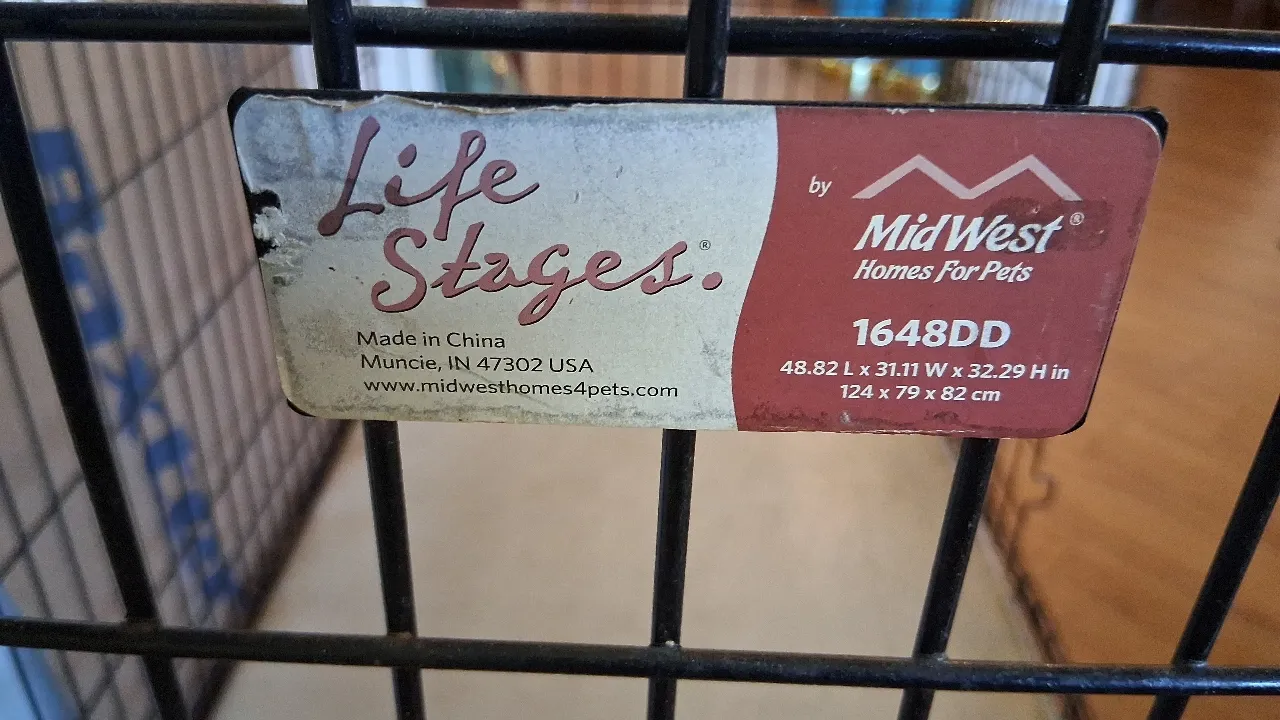 Life
Stages®.
Made in China
Muncie, IN 47302 USA
www.midwesthomes4pets.com
by
MidWest®
Homes For Pets
1648DD
48.82 L x 31.11 W x 32.29 H in
124 x 79 x 82 cm